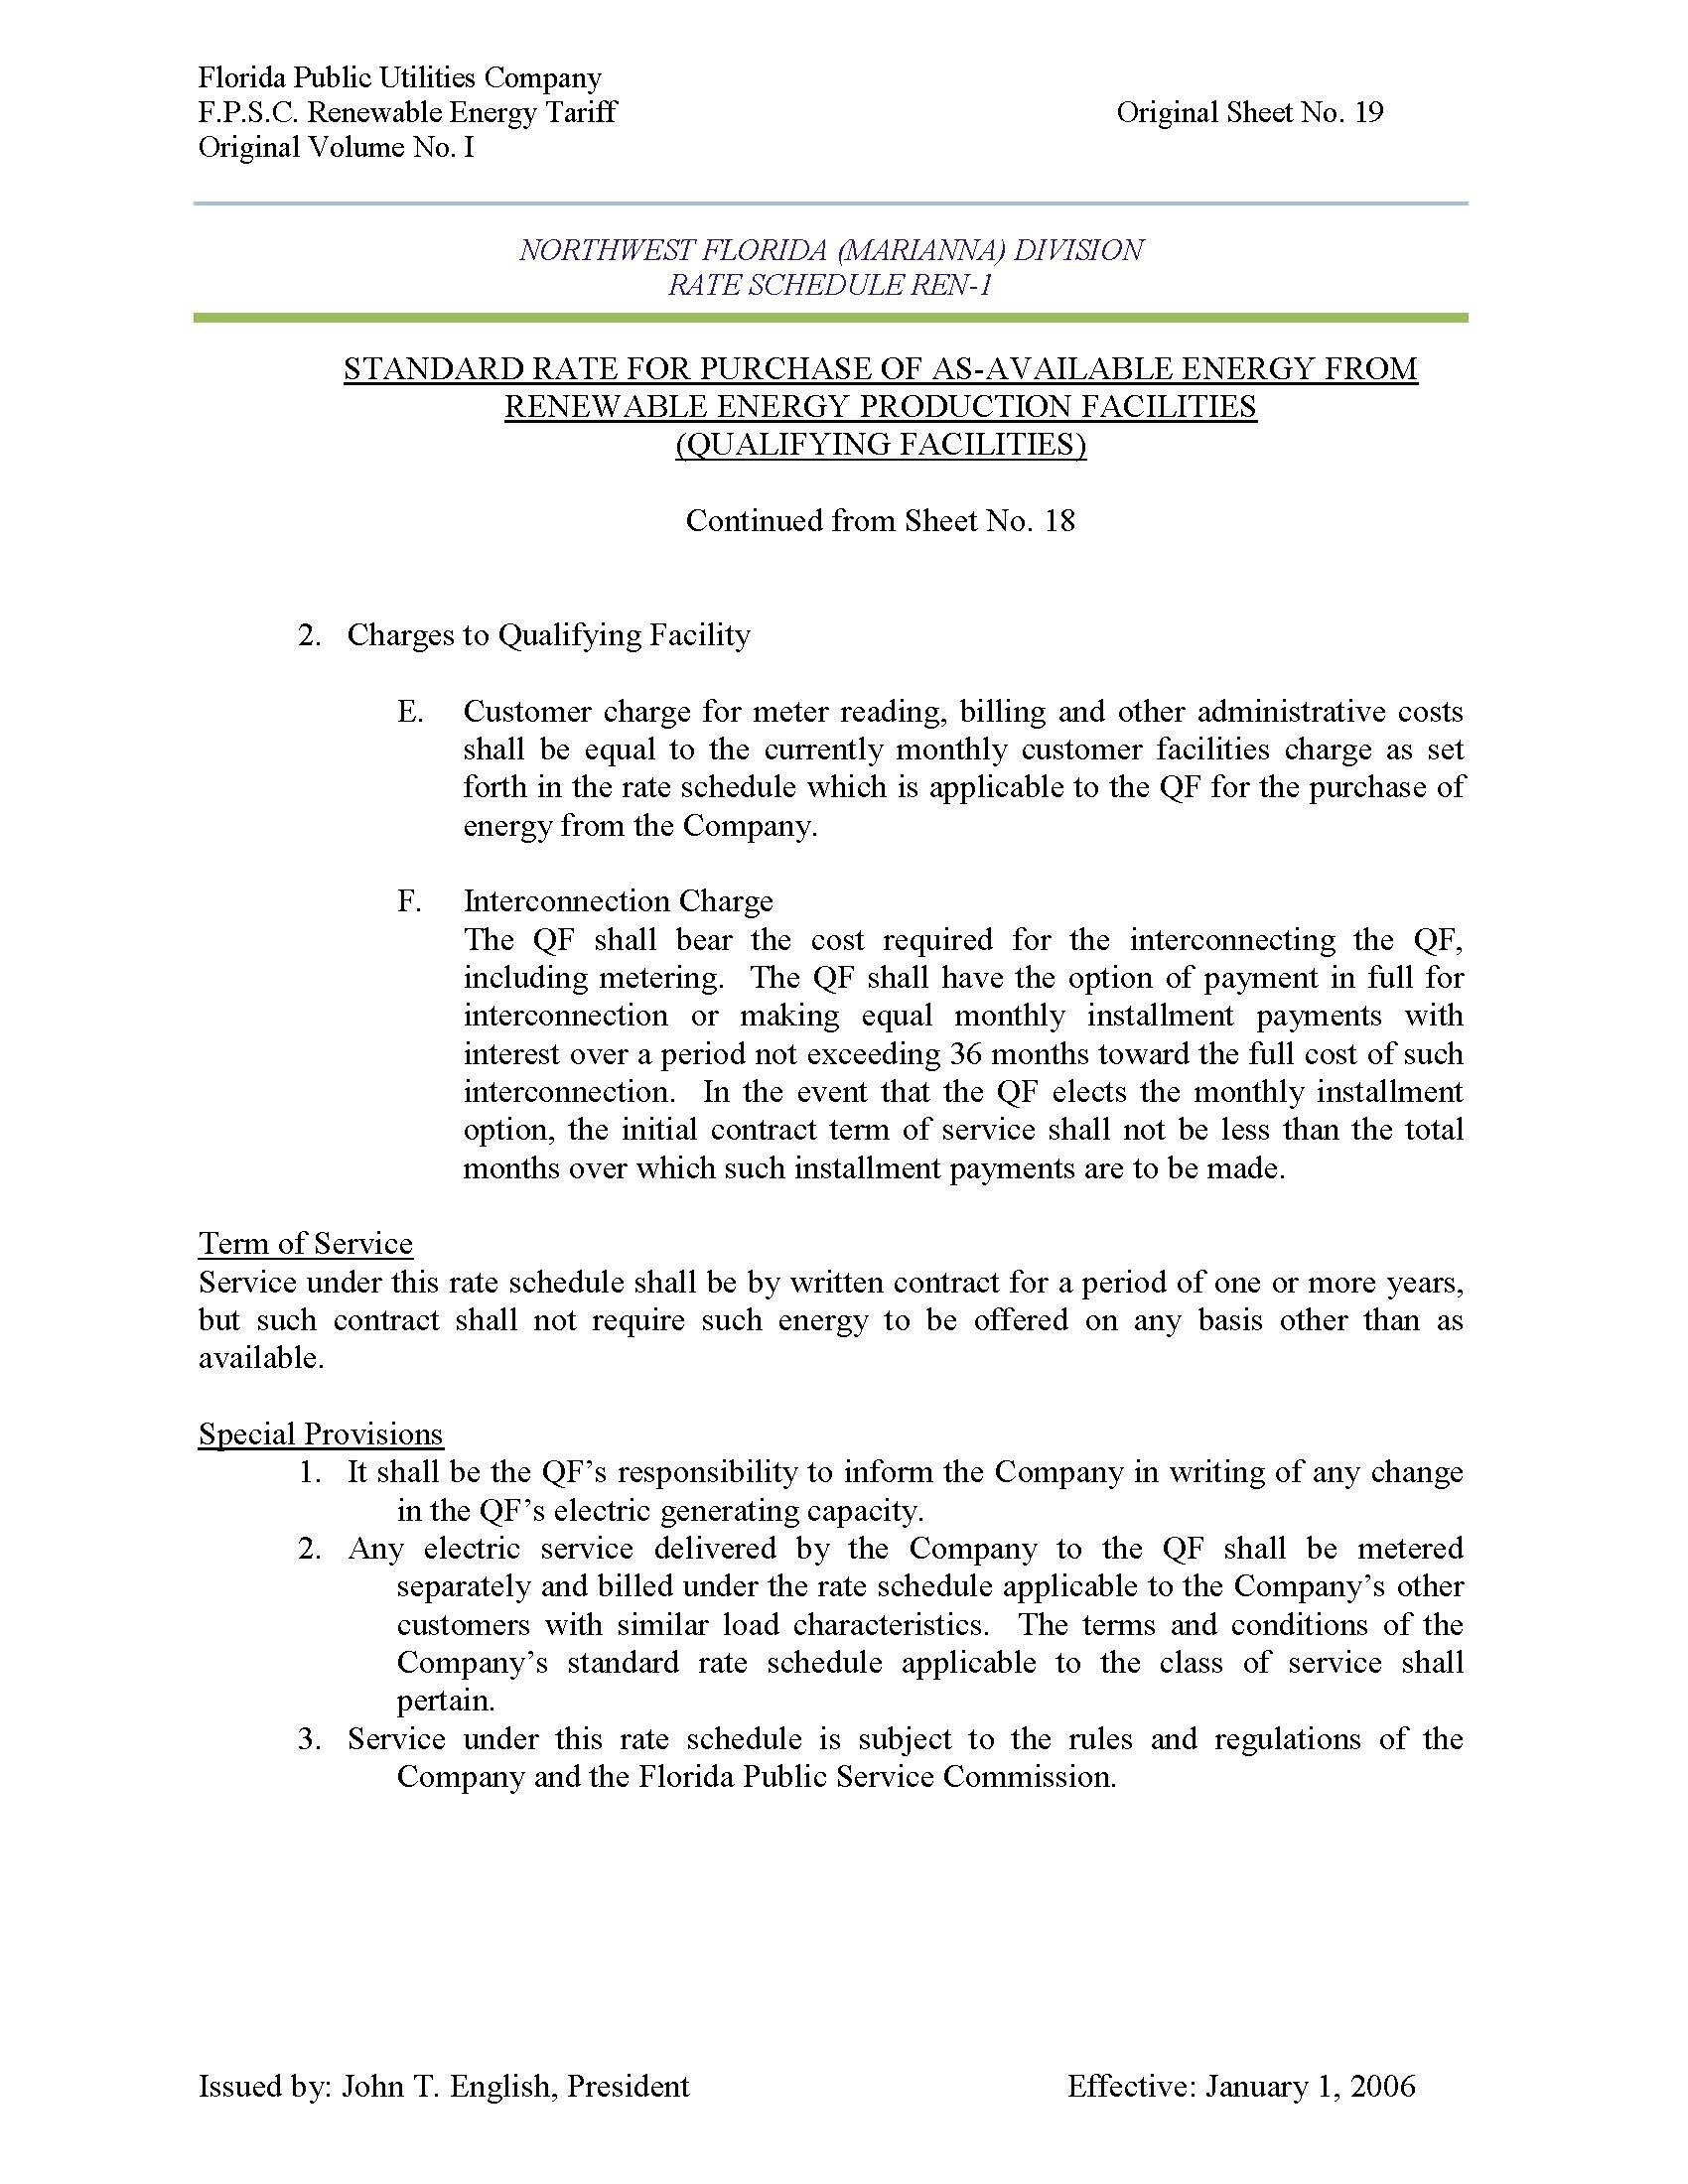 Florida Public Utilities Company
F.P.S.C. Renewable Energy Tariff Original Sheet No. 19
Original Volume No. I
NORTHWEST FLORIDA (MARIANNA) DIVISION
RATE SCHEDULE REN-1
STANDARD RATE FOR PURCHASE OF AS-AVAILABLE ENERGY FROM
RENEWABLE ENERGY PRODUCTION FACILITIES
(QUALIFYING FACILITIES)
Continued from Sheet No. 18
2. Charges to Qualifying Facility
E. Customer charge for meter reading, billing and other administrative costs
shall be equal to the currently monthly customer facilities charge as set
forth in the rate schedule which is applicable to the QF for the purchase of
energy from the Company.
F. Interconnection Charge
The QF shall bear the cost required for the interconnecting the QF,
including metering. The QF shall have the option of payment in full for
interconnection or making equal monthly installment payments with
interest over a period not exceeding 36 months toward the full cost of such
interconnection. In the event that the QF elects the monthly installment
option, the initial contract term of service shall not be less than the total
months over which such installment payments are to be made.
Term of Service
Service under this rate schedule shall be by written contract for a period of one or more years,
but such contract shall not require such energy to be offered on any basis other than as
available.
Special Provisions
1. It shall be the QF’s responsibility to inform the Company in writing of any change
in the QF’s electric generating capacity.
2. Any electric service delivered by the Company to the QF shall be metered
separately and billed under the rate schedule applicable to the Company’s other
customers with similar load characteristics. The terms and conditions of the
Company’s standard rate schedule applicable to the class of service shall
pertain.
3. Service under this rate schedule is subject to the rules and regulations of the
Company and the Florida Public Service Commission.
Issued by: John T. English, President Effective: January 1, 2006